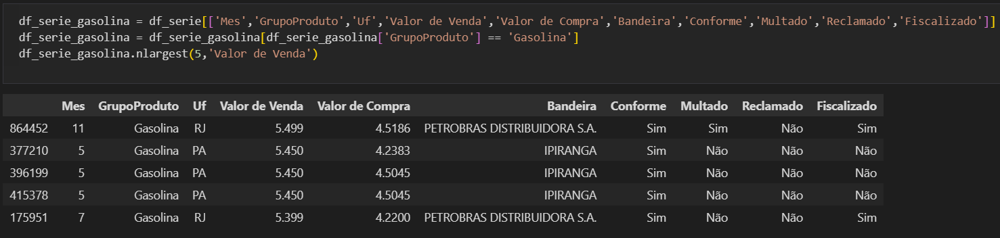 df_serie_gasolina = df_serie[['Mes','GrupoProduto','Uf','Valor de Venda','Valor de Compra','Bandeira','Conforme','Multado','Reclamado','Fiscalizado']]
df_serie_gasolina = df_serie_gasolina[df_serie_gasolina['GrupoProduto'] == 'Gasolina']
df_serie_gasolina.nlargest(5,'Valor de Venda')
Mes GrupoProduto Uf Valor de Venda Valor de Compra Bandeira Conforme Multado Reclamado Fiscalizado
864452 11 Gasolina RJ 5.499 4.5186 PETROBRAS DISTRIBUIDORA S.A. Sim Sim Não Sim
377210 5 Gasolina PA 5.450 4.2383 IPIRANGA Sim Não Não Não
396199 5 Gasolina PA 5.450 4.5045 IPIRANGA Sim Não Não Não
415378 5 Gasolina PA 5.450 4.5045 IPIRANGA Sim Não Não Não
175951 7 Gasolina RJ 5.399 4.2200 PETROBRAS DISTRIBUIDORA S.A. Sim Não Não Sim